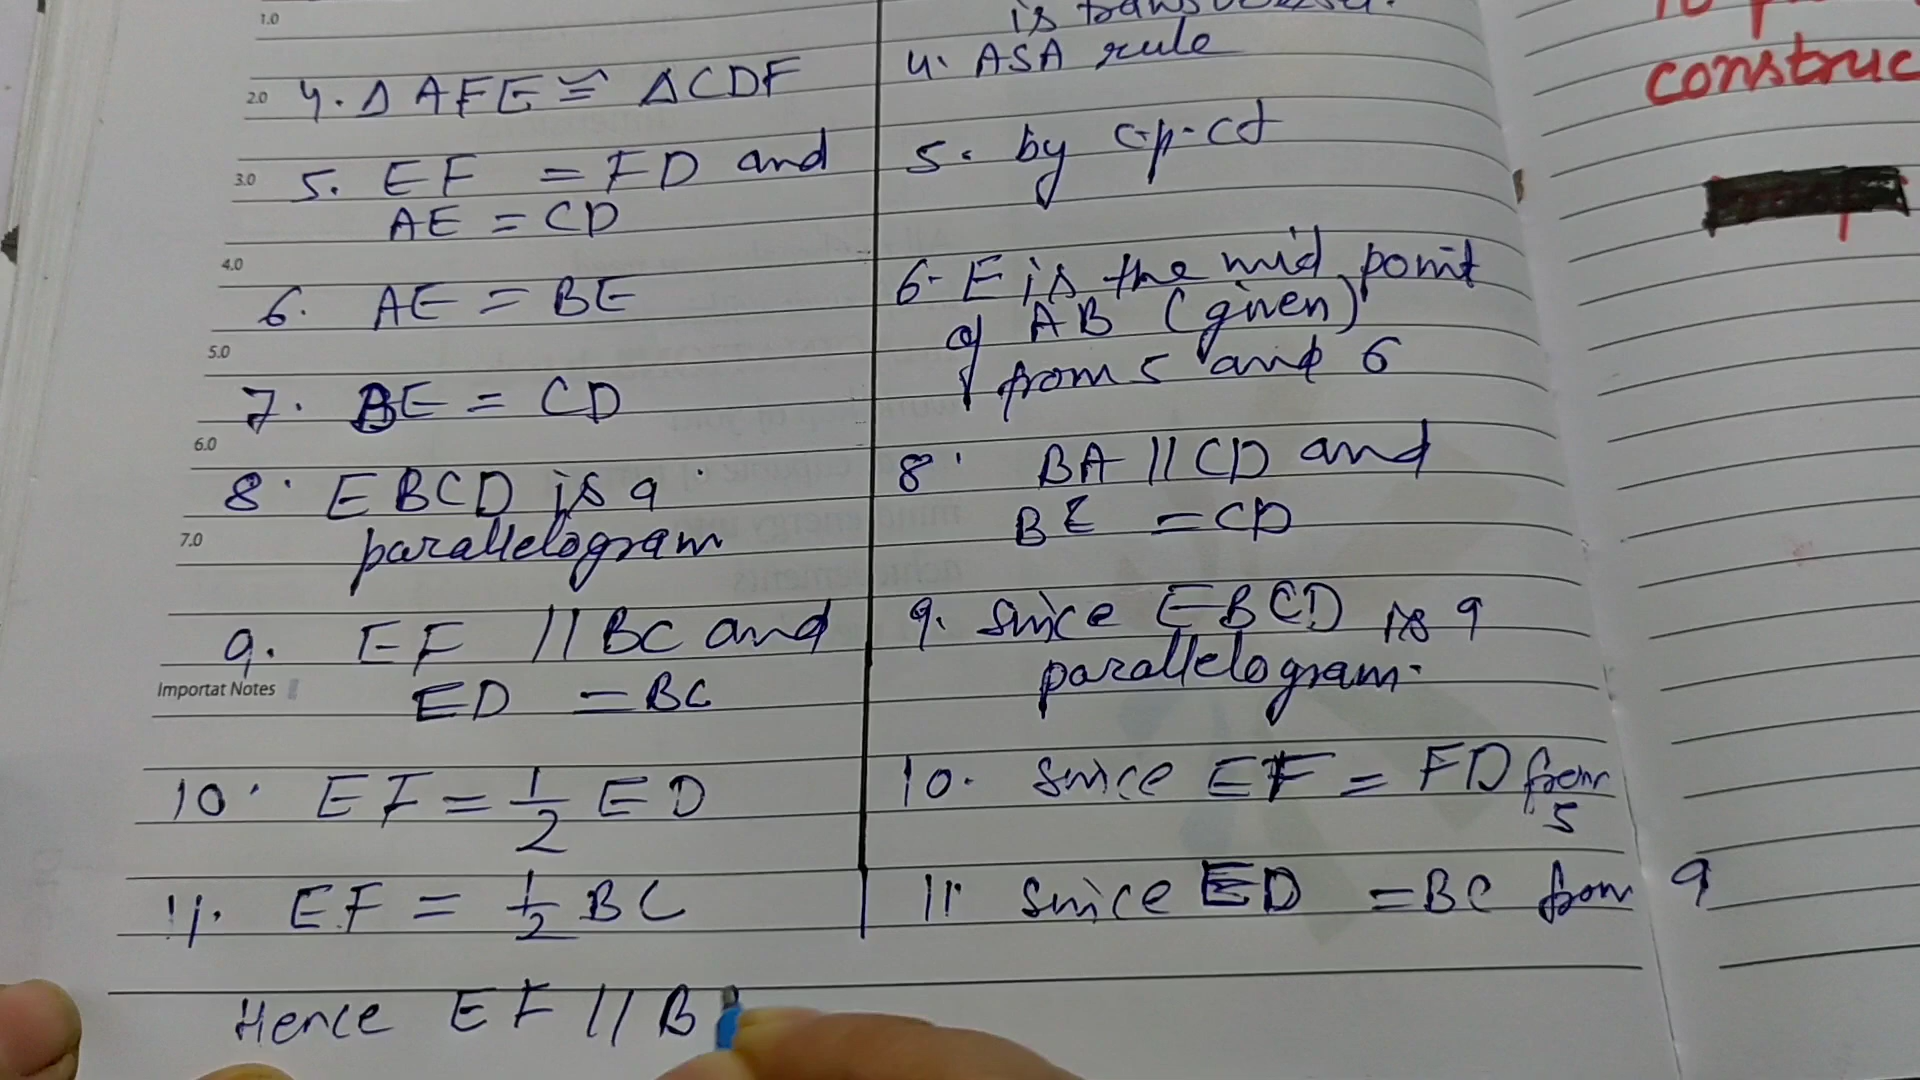 1.0
is transversal.
2.0 4. Δ AFE ≅ Δ CDF
4. ASA rule
3.0 5. EF = FD and
AE = CD
5. by c.p.ct
4.0
6. AE = BE
6- E is the mid point
of AB (given)
5.0
7. BE = CD
from 5 and 6
6.0
8. EBCD is a
parallelogram
8. BA // CD and
BE = CD
7.0
9. EF // BC and
ED = BC
9. Since EBCD is a
parallelogram.
Importat Notes
10. EF = 1/2 ED
10. Since EF = FD from
5
11. EF = 1/2 BC
11 Since ED = BC from 9
Hence EF // B
construc